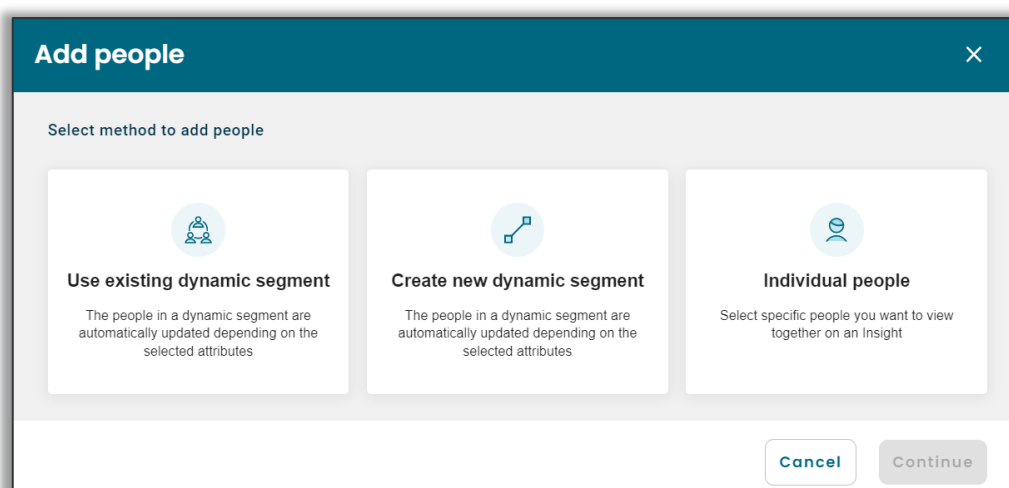 Add people
Select method to add people
Use existing dynamic segment
The people in a dynamic segment are
automatically updated depending on the
selected attributes
Create new dynamic segment
The people in a dynamic segment are
automatically updated depending on the
selected attributes
Individual people
Select specific people you want to view
together on an Insight
Cancel
Continue